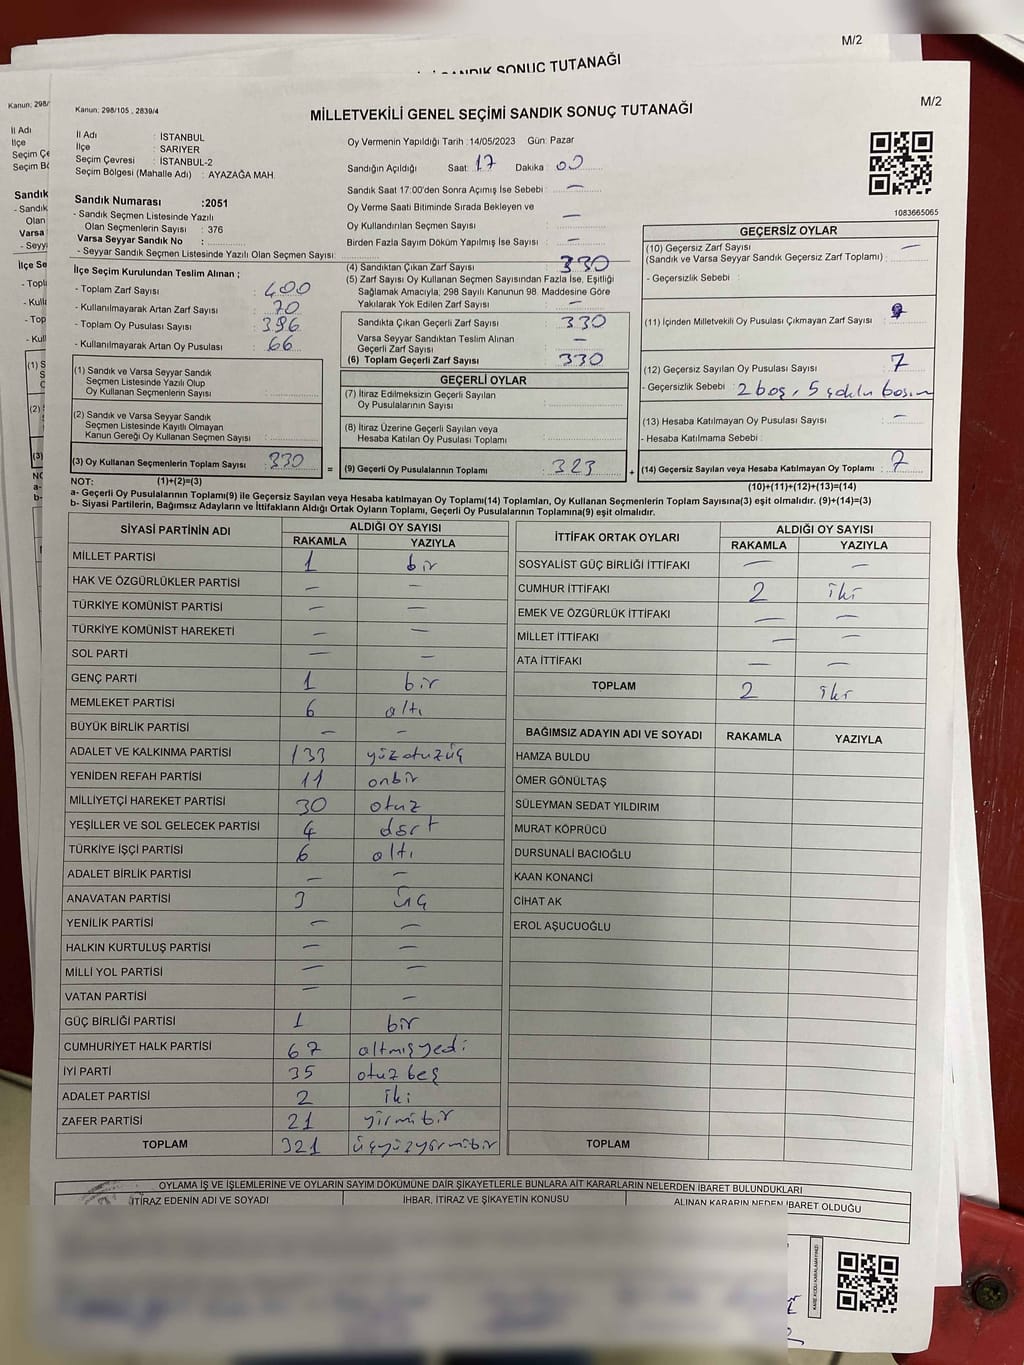 M/2
SANDIK SONUÇ TUTANAĞI
Kanun: 298/
İl Adı
İlçe
Seçim Çe
Seçim Bö
Kanun: 298/105 , 2839/4
M/2
MİLLETVEKİLİ GENEL SEÇİMİ SANDIK SONUÇ TUTANAĞI
İl Adı : İSTANBUL
İlçe : SARIYER
Seçim Çevresi : İSTANBUL-2
Seçim Bölgesi (Mahalle Adı) : AYAZAĞA MAH.
Sandık Numarası :2051
- Sandık Seçmen Listesinde Yazılı
Olan Seçmenlerin Sayısı : 376
Varsa Seyyar Sandık No :
- Seyyar Sandık Seçmen Listesinde Yazılı Olan Seçmen Sayısı:
İlçe Seçim Kurulundan Teslim Alınan ;
- Toplam Zarf Sayısı : 400
- Kullanılmayarak Artan Zarf Sayısı : 70
- Toplam Oy Pusulası Sayısı : 396
- Kullanılmayarak Artan Oy Pusulası : 66
(1) Sandık ve Varsa Seyyar Sandık
Seçmen Listesinde Yazılı Olup
Oy Kullanan Seçmenlerin Sayısı :
(2) Sandık ve Varsa Seyyar Sandık
Seçmen Listesinde Kayıtlı Olmayan
Kanun Gereği Oy Kullanan Seçmen Sayısı :
(3) Oy Kullanan Seçmenlerin Toplam Sayısı : 330
Oy Vermenin Yapıldığı Tarih :14/05/2023 Gün: Pazar
Sandığın Açıldığı Saat: 17 Dakika : 00
Sandık Saat 17:00'den Sonra Açımış İse Sebebi : —
Oy Verme Saati Bitiminde Sırada Bekleyen ve
Oy Kullandırılan Seçmen Sayısı : —
Birden Fazla Sayım Döküm Yapılmış İse Sayısı : —
(4) Sandıktan Çıkan Zarf Sayısı : 330
(5) Zarf Sayısı Oy Kullanan Seçmen Sayısından Fazla İse, Eşitliği
Sağlamak Amacıyla, 298 Sayılı Kanunun 98. Maddesine Göre
Yakılarak Yok Edilen Zarf Sayısı : —
Sandıkta Çıkan Geçerli Zarf Sayısı : 330
Varsa Seyyar Sandıktan Teslim Alınan
Geçerli Zarf Sayısı : —
(6) Toplam Geçerli Zarf Sayısı : 330
GEÇERLİ OYLAR
(7) İtiraz Edilmeksizin Geçerli Sayılan
Oy Pusulalarının Sayısı :
(8) İtiraz Üzerine Geçerli Sayılan veya
Hesaba Katılan Oy Pusulası Toplamı :
= (9) Geçerli Oy Pusulalarının Toplamı : 323 +
1083665065
GEÇERSİZ OYLAR
(10) Geçersiz Zarf Sayısı —
(Sandık ve Varsa Seyyar Sandık Geçersiz Zarf Toplamı) :
- Geçersizlik Sebebi :
(11) İçinden Milletvekili Oy Pusulası Çıkmayan Zarf Sayısı :
(12) Geçersiz Sayılan Oy Pusulası Sayısı : 7
- Geçersizlik Sebebi : 2 boş, 5 çoklu basım
(13) Hesaba Katılmayan Oy Pusulası Sayısı : —
- Hesaba Katılmama Sebebi :
(14) Geçersiz Sayılan veya Hesaba Katılmayan Oy Toplamı : 7
NOT: (1)+(2)=(3) (10)+(11)+(12)+(13)=(14)
a- Geçerli Oy Pusulalarının Toplamı(9) ile Geçersiz Sayılan veya Hesaba katılmayan Oy Toplamı(14) Toplamları, Oy Kullanan Seçmenlerin Toplam Sayısına(3) eşit olmalıdır. (9)+(14)=(3)
b- Siyasi Partilerin, Bağımsız Adayların ve İttifakların Aldığı Ortak Oyların Toplamı, Geçerli Oy Pusulalarının Toplamına(9) eşit olmalıdır.
SİYASİ PARTİNİN ADI ALDIĞI OY SAYISI
RAKAMLA YAZIYLA
MİLLET PARTİSİ 1 bir
HAK VE ÖZGÜRLÜKLER PARTİSİ — —
TÜRKİYE KOMÜNİST PARTİSİ — —
TÜRKİYE KOMÜNİST HAREKETİ — —
SOL PARTİ — —
GENÇ PARTİ 1 bir
MEMLEKET PARTİSİ 6 altı
BÜYÜK BİRLİK PARTİSİ — —
ADALET VE KALKINMA PARTİSİ 133 yüzotuzüç
YENİDEN REFAH PARTİSİ 11 onbir
MİLLİYETÇİ HAREKET PARTİSİ 30 otuz
YEŞİLLER VE SOL GELECEK PARTİSİ 4 dört
TÜRKİYE İŞÇİ PARTİSİ 6 altı
ADALET BİRLİK PARTİSİ — —
ANAVATAN PARTİSİ 3 üç
YENİLİK PARTİSİ — —
HALKIN KURTULUŞ PARTİSİ — —
MİLLİ YOL PARTİSİ — —
VATAN PARTİSİ — —
GÜÇ BİRLİĞİ PARTİSİ 1 bir
CUMHURİYET HALK PARTİSİ 67 altmışyedi
İYİ PARTİ 35 otuz beş
ADALET PARTİSİ 2 iki
ZAFER PARTİSİ 21 yirmibir
TOPLAM 321 üçyüzyirmibir
İTTİFAK ORTAK OYLARI ALDIĞI OY SAYISI
RAKAMLA YAZIYLA
SOSYALİST GÜÇ BİRLİĞİ İTTİFAKI — —
CUMHUR İTTİFAKI 2 iki
EMEK VE ÖZGÜRLÜK İTTİFAKI — —
MİLLET İTTİFAKI — —
ATA İTTİFAKI — —
TOPLAM 2 iki
BAĞIMSIZ ADAYIN ADI VE SOYADI RAKAMLA YAZIYLA
HAMZA BULDU
ÖMER GÖNÜLTAŞ
SÜLEYMAN SEDAT YILDIRIM
MURAT KÖPRÜCÜ
DURSUNALİ BACIOĞLU
KAAN KONANCİ
CİHAT AK
EROL AŞUCUOĞLU
TOPLAM
OYLAMA İŞ VE İŞLEMLERİNE VE OYLARIN SAYIM DÖKÜMÜNE DAİR ŞİKAYETLERLE BUNLARA AİT KARARLARIN NELERDEN İBARET BULUNDUKLARI
İTİRAZ EDENİN ADI VE SOYADI İHBAR, İTİRAZ VE ŞİKAYETİN KONUSU ALINAN KARARIN NEDEN İBARET OLDUĞU